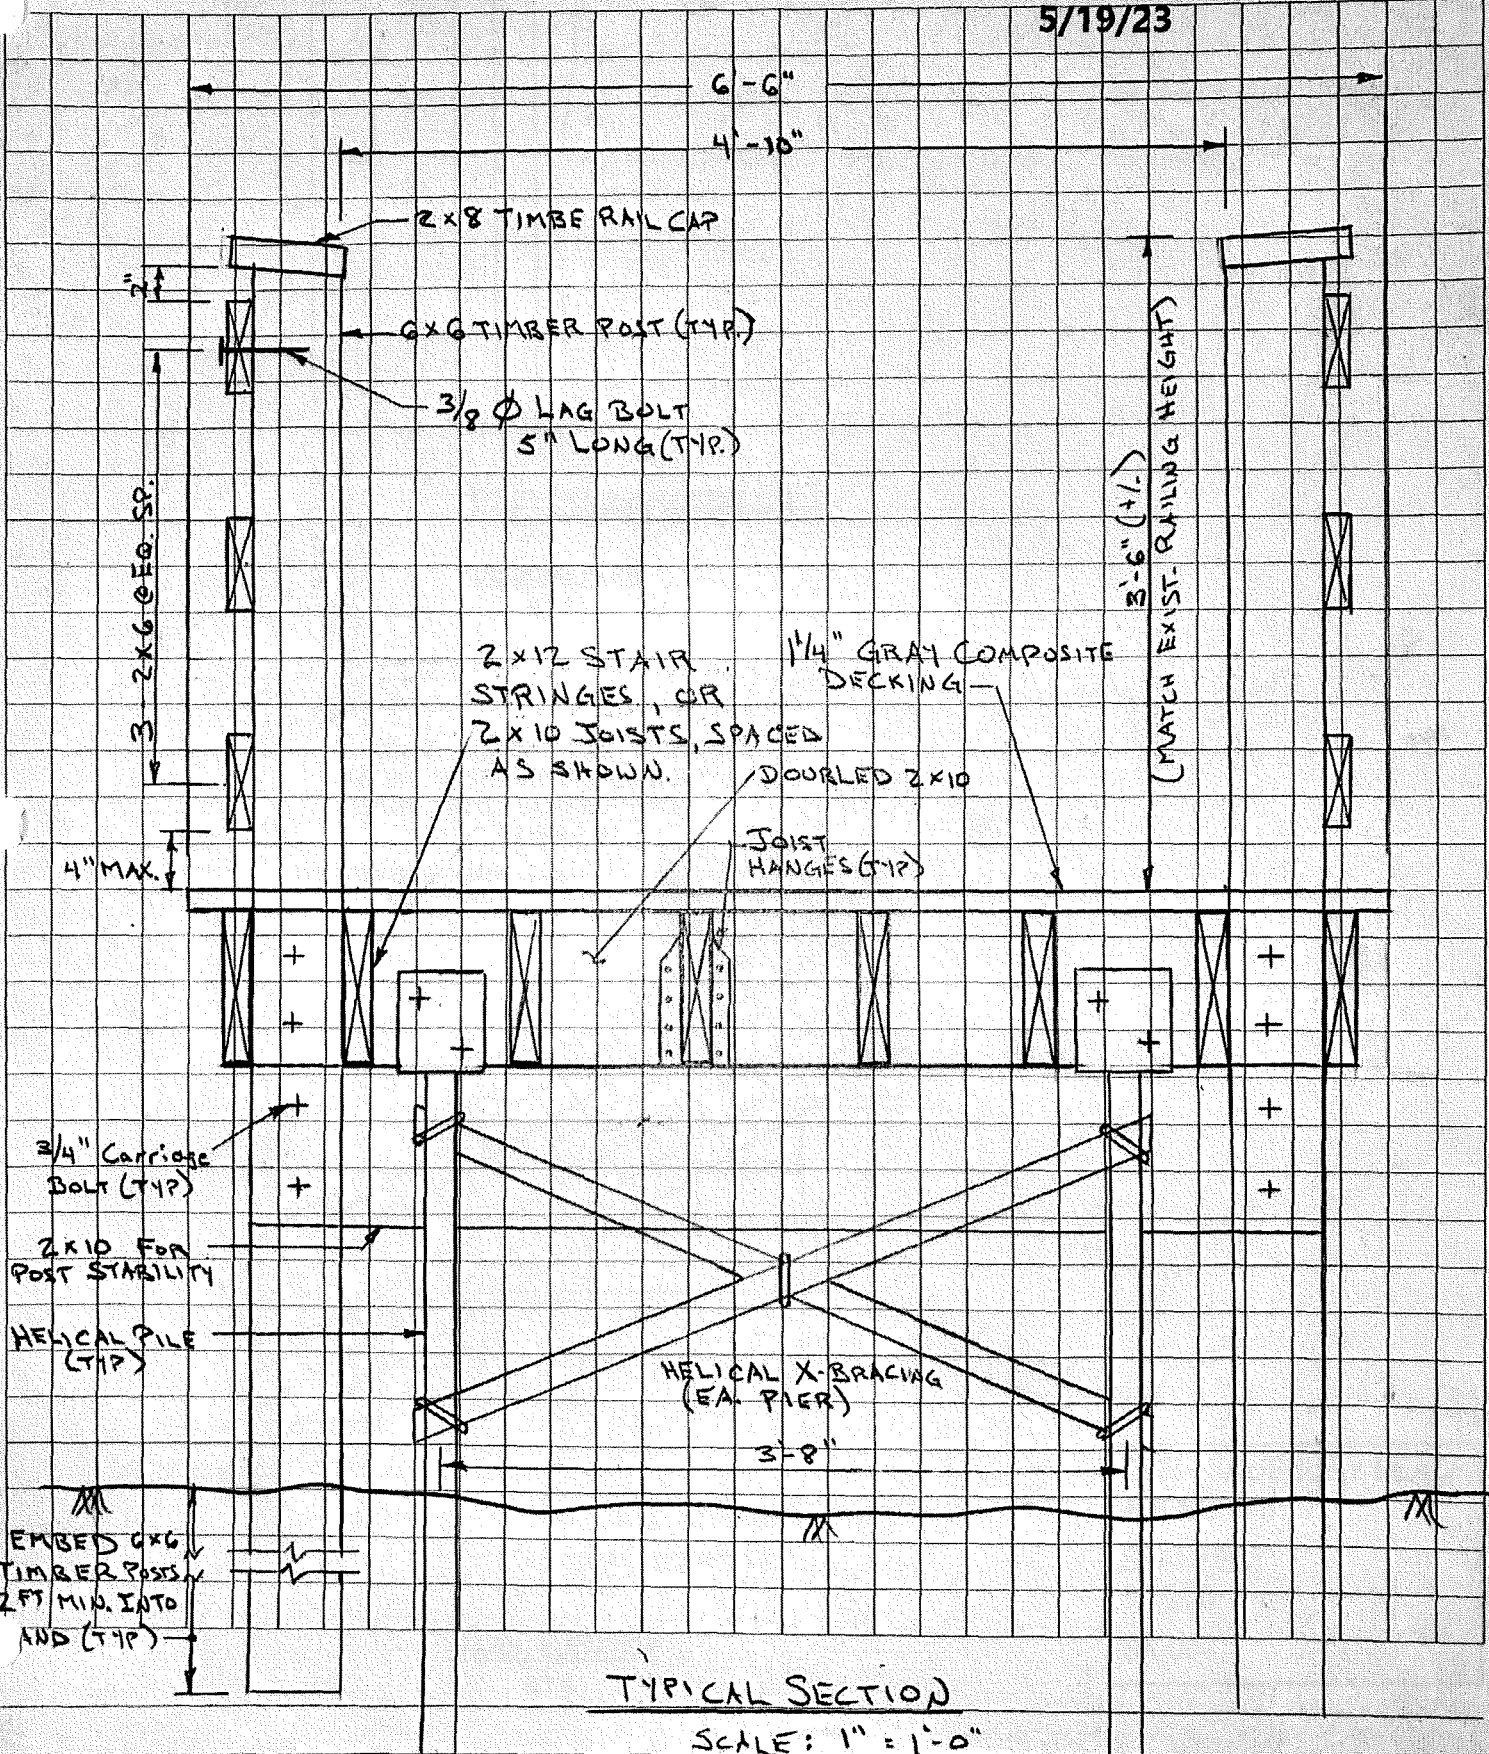 5/19/23
6'-6"
4'-10"
2x8 TIMBE RAIL CAP
2"
6x6 TIMBER POST (TYP.)
3/8 Ø LAG BOLT
5" LONG (TYP.)
3 - 2x6 @ EQ. SP.
3'-6" (+/-)
(MATCH EXIST. RAILING HEIGHT)
2x12 STAIR
STRINGES, OR
2x10 JOISTS, SPACED
AS SHOWN.
1 1/4" GRAY COMPOSITE
DECKING
DOUBLED 2x10
JOIST
HANGES (TYP)
4" MAX.
3/4" Carriage
BOLT (TYP)
2x10 FOR
POST STABILITY
HELICAL PILE
(TYP)
HELICAL X-BRACING
(EA. PIER)
3'-8"
EMBED 6x6
TIMBER POSTS
2 FT MIN. INTO
AND (TYP)
TYPICAL SECTION
SCALE: 1" = 1'-0"